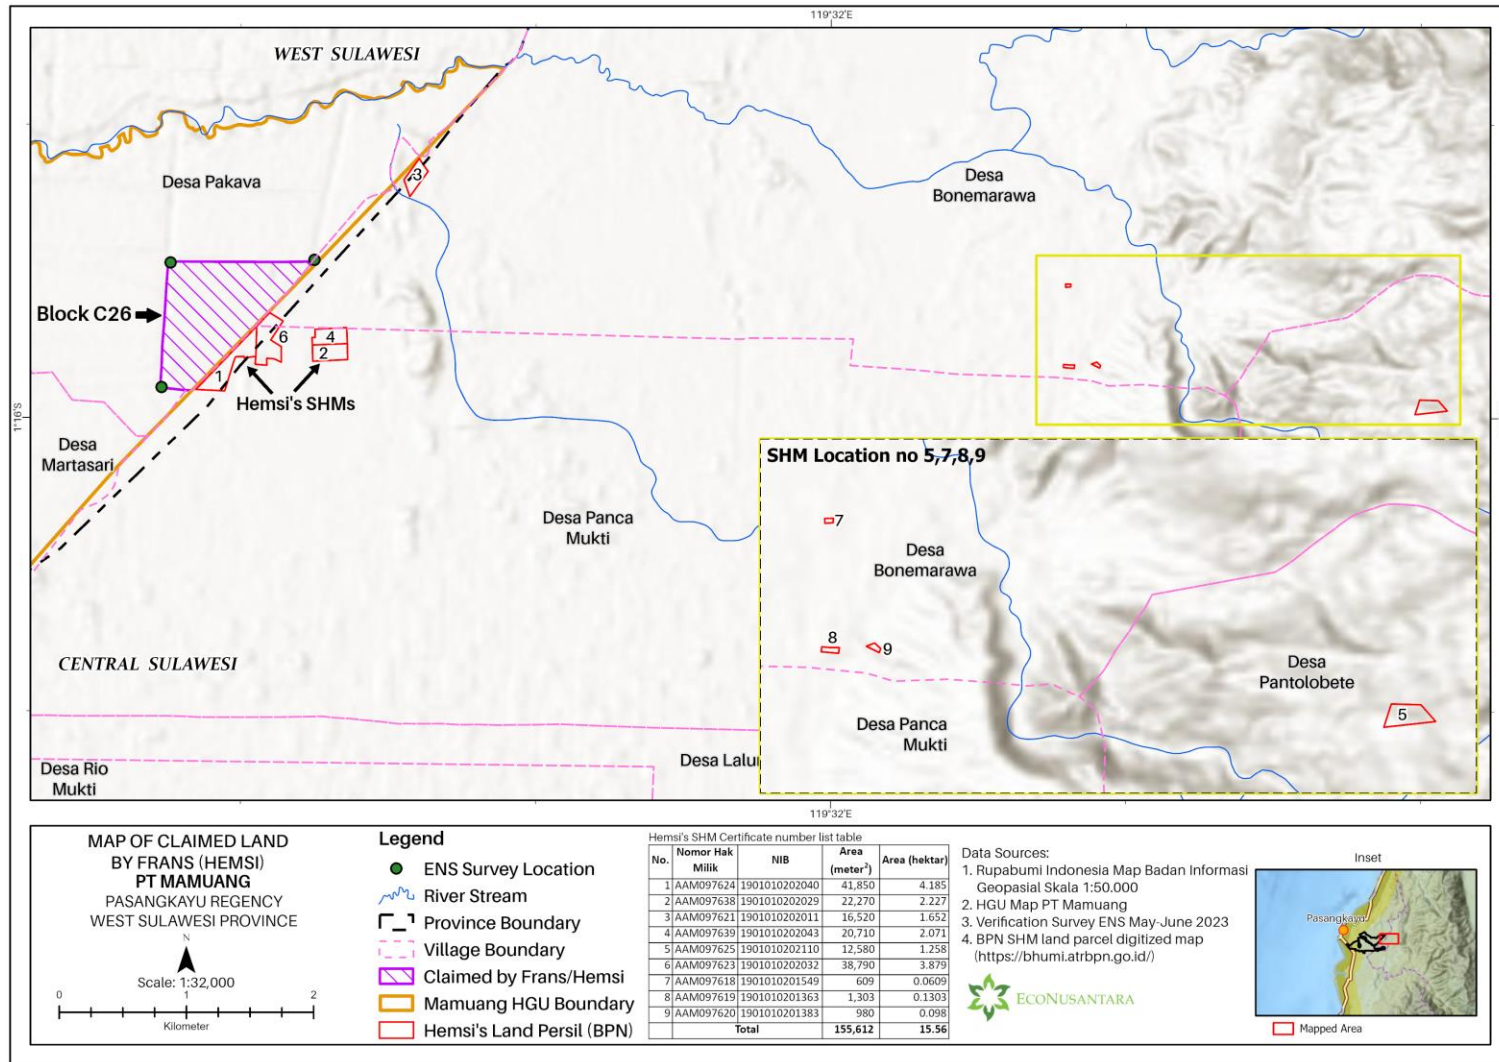 119°32'E
WEST SULAWESI
Desa Pakava
3
Desa
Bonemarawa
Block C26
6
4
2
1
Hemsi's SHMs
1°16'S
Desa
Martasari
SHM Location no 5,7,8,9
7
Desa Panca
Mukti
Desa
Bonemarawa
8
9
CENTRAL SULAWESI
Desa
Pantolobete
5
Desa Panca
Mukti
Desa Rio
Mukti
119°32'E
MAP OF CLAIMED LAND
BY FRANS (HEMSI)
PT MAMUANG
PASANGKAYU REGENCY
WEST SULAWESI PROVINCE
N
Scale: 1:32,000
0 1 2
Kilometer
Legend
ENS Survey Location
River Stream
Province Boundary
Village Boundary
Claimed by Frans/Hemsi
Mamuang HGU Boundary
Hemsi's Land Persil (BPN)
Hemsi's SHM Certificate number list table
No. Nomor Hak Milik NIB Area (meter²) Area (hektar)
1 AAM097624 1901010202040 41,850 4.185
2 AAM097638 1901010202029 22,270 2.227
3 AAM097621 1901010202011 16,520 1.652
4 AAM097639 1901010202043 20,710 2.071
5 AAM097625 1901010202110 12,580 1.258
6 AAM097623 1901010202032 38,790 3.879
7 AAM097618 1901010201549 609 0.0609
8 AAM097619 1901010201363 1,303 0.1303
9 AAM097620 1901010201383 980 0.098
Total 155,612 15.56
Data Sources:
1. Rupabumi Indonesia Map Badan Informasi
Geopasial Skala 1:50.000
2. HGU Map PT Mamuang
3. Verification Survey ENS May-June 2023
4. BPN SHM land parcel digitized map
(https://bhumi.atrbpn.go.id/)
ECONUSANTARA
Inset
Pasangkayu
Mapped Area